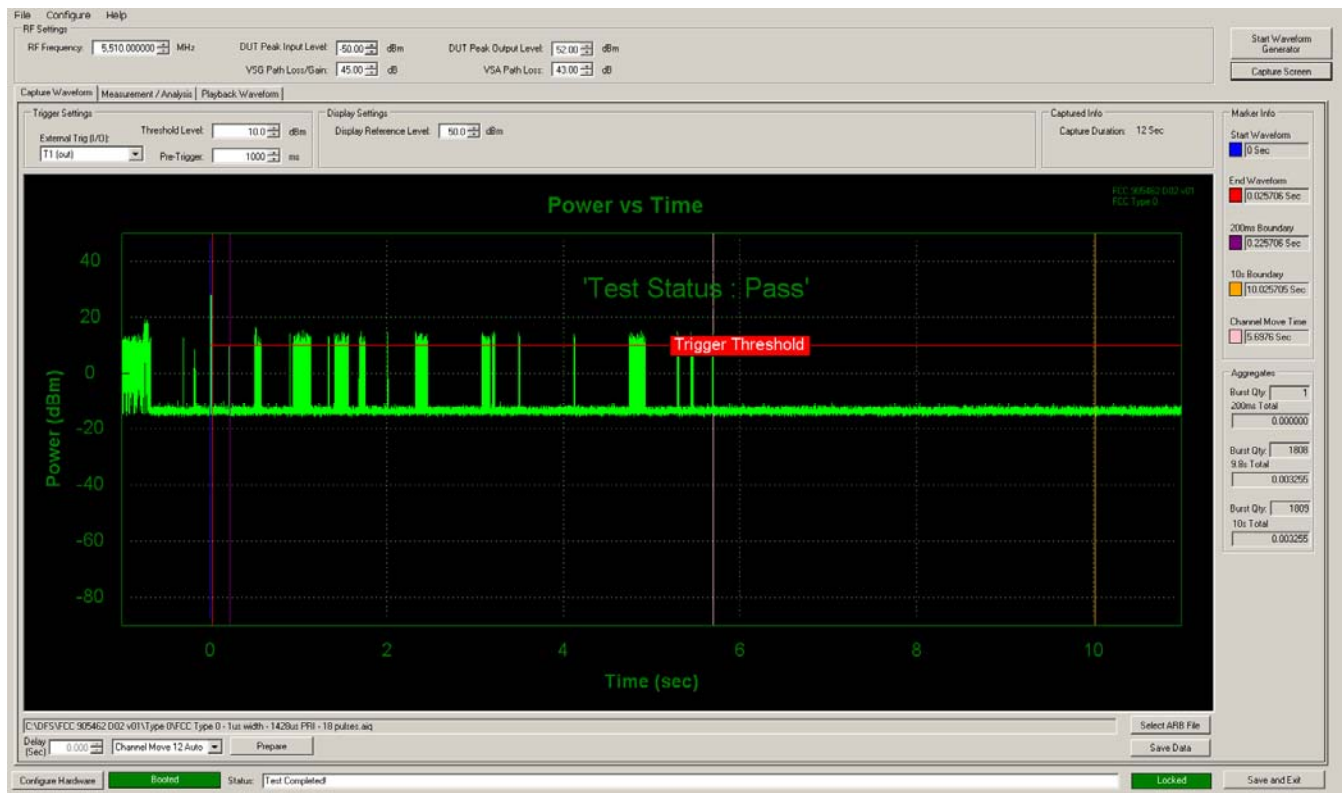 File Configure Help
RF Settings
RF Frequency: 5,510.000000 MHz DUT Peak Input Level: -50.00 dBm DUT Peak Output Level: 52.00 dBm
VSG Path Loss/Gain: 45.00 dB VSA Path Loss: 43.00 dB
Start Waveform Generator
Capture Screen
Capture Waveform Measurement / Analysis Playback Waveform
Trigger Settings
External Trig (I/O):
T1 (out)
Threshold Level: 10.0 dBm
Pre-Trigger: 1000 ms
Display Settings
Display Reference Level: 50.0 dBm
Captured Info
Capture Duration: 12 Sec
Marker Info
Start Waveform
0 Sec
End Waveform
0.025706 Sec
200ms Boundary
0.225706 Sec
10s Boundary
10.025705 Sec
Channel Move Time
5.6976 Sec
Aggregates
Burst Qty: 1
200ms Total
0.000000
Burst Qty: 1808
9.8s Total
0.003255
Burst Qty: 1809
10s Total
0.003255
Power vs Time
FCC 905462 D02 v01
FCC Type 0
'Test Status : Pass'
Trigger Threshold
Power (dBm)
40
20
0
-20
-40
-60
-80
0 2 4 6 8 10
Time (sec)
C:\DFS\FCC 905462 D02 v01\Type 0\FCC Type 0 - 1us width - 1428us PRI - 18 pulses.aiq
Select ARB File
Delay (Sec) 0.000 Channel Move 12 Auto Prepare
Save Data
Configure Hardware Booted Status: Test Completed! Locked Save and Exit